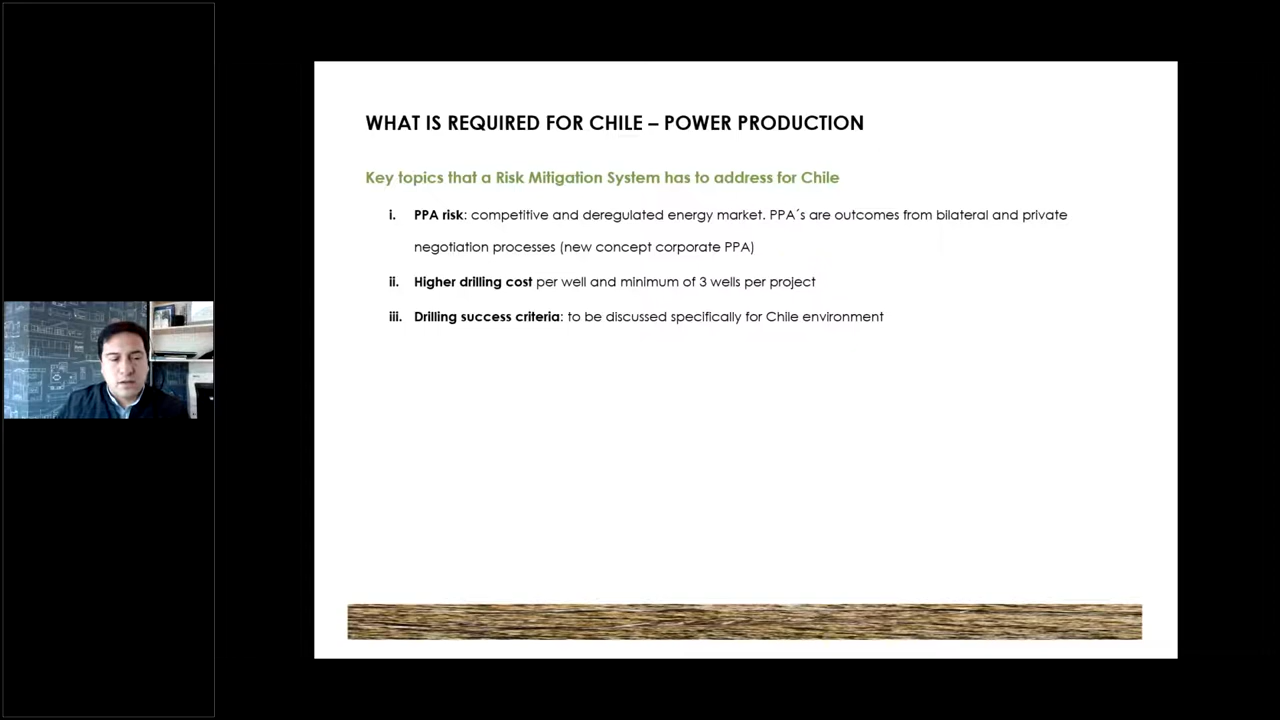 WHAT IS REQUIRED FOR CHILE – POWER PRODUCTION
Key topics that a Risk Mitigation System has to address for Chile
i. PPA risk: competitive and deregulated energy market. PPA´s are outcomes from bilateral and private
negotiation processes (new concept corporate PPA)
ii. Higher drilling cost per well and minimum of 3 wells per project
iii. Drilling success criteria: to be discussed specifically for Chile environment